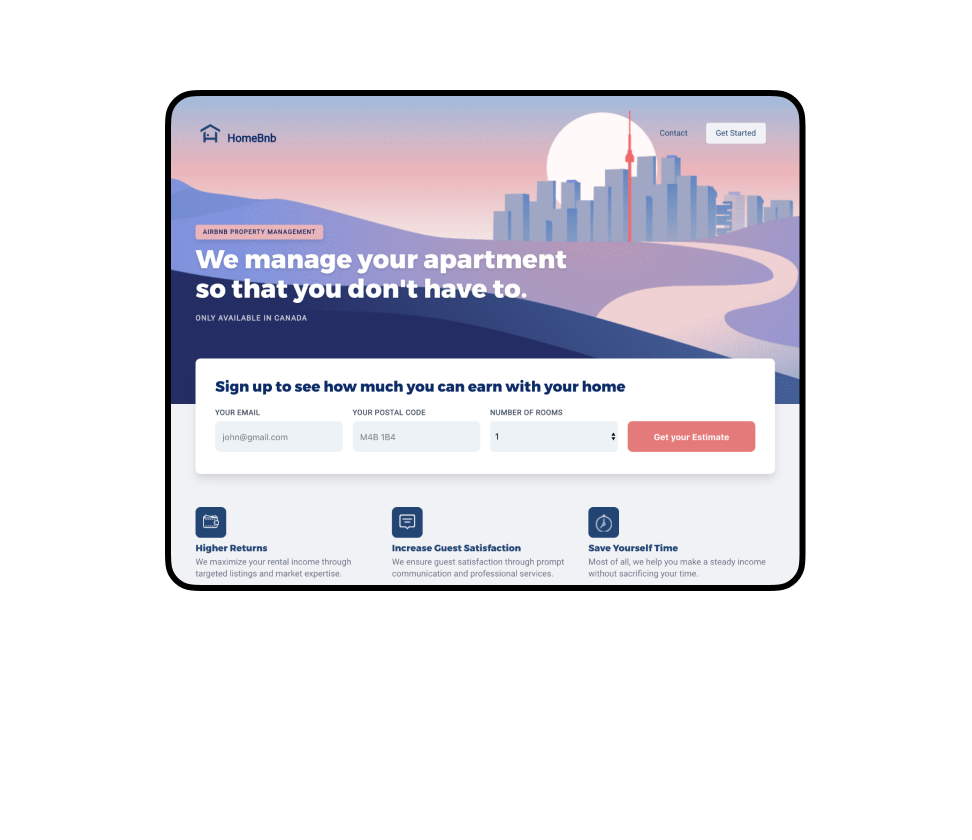 HomeBnb
Contact
Get Started
AIRBNB PROPERTY MANAGEMENT
We manage your apartment
so that you don't have to.
ONLY AVAILABLE IN CANADA
Sign up to see how much you can earn with your home
YOUR EMAIL
YOUR POSTAL CODE
NUMBER OF ROOMS
john@gmail.com
M4B 1B4
1
Get your Estimate
Higher Returns
We maximize your rental income through
targeted listings and market expertise.
Increase Guest Satisfaction
We ensure guest satisfaction through prompt
communication and professional services.
Save Yourself Time
Most of all, we help you make a steady income
without sacrificing your time.